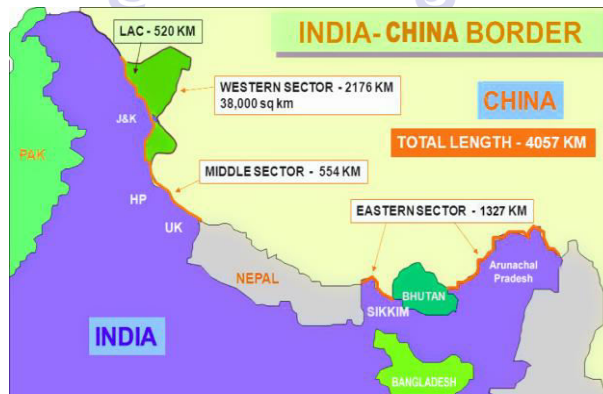 LAC - 520 KM
INDIA- CHINA BORDER
WESTERN SECTOR - 2176 KM
38,000 sq km
CHINA
J&K
TOTAL LENGTH - 4057 KM
PAK
MIDDLE SECTOR - 554 KM
HP
EASTERN SECTOR - 1327 KM
UK
NEPAL
Arunachal
Pradesh
BHUTAN
SIKKIM
INDIA
BANGLADESH